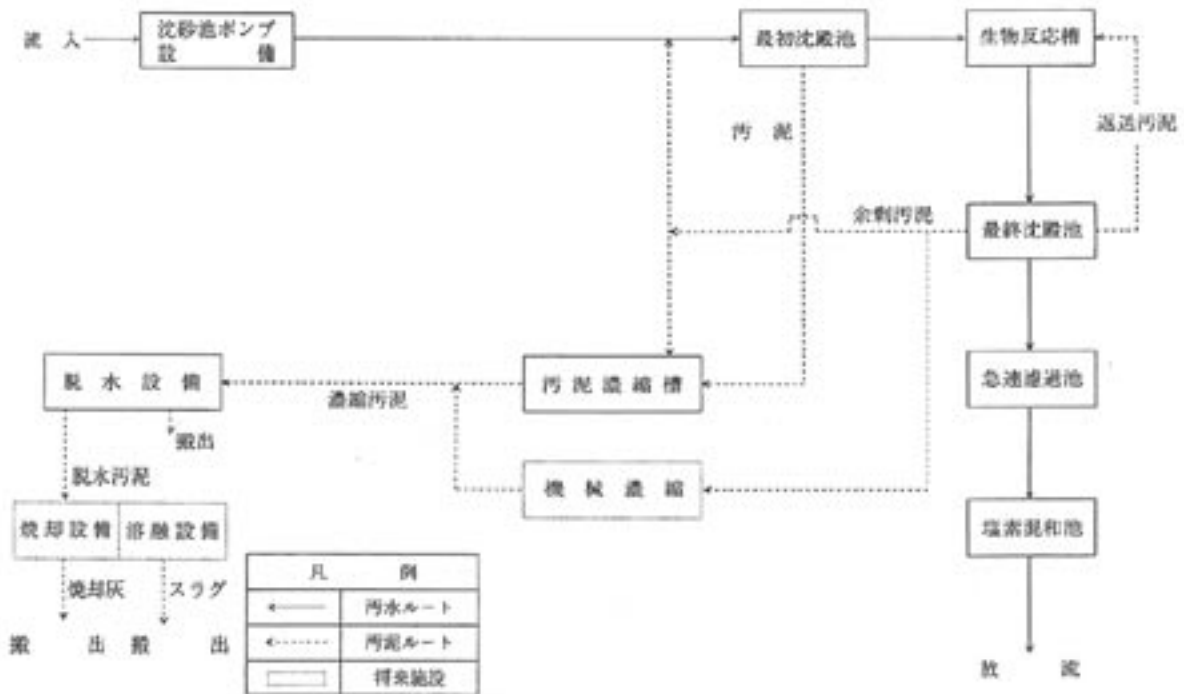 流入
沈砂池ポンプ
設備
最初沈殿池
生物反応槽
汚泥
返送汚泥
余剰汚泥
最終沈殿池
脱水設備
濃縮汚泥
汚泥濃縮槽
急速濾過池
搬出
脱水汚泥
機械濃縮
焼却設備
溶融設備
塩素混和池
焼却灰
スラグ
搬出
搬出
凡例
汚水ルート
汚泥ルート
将来施設
放流